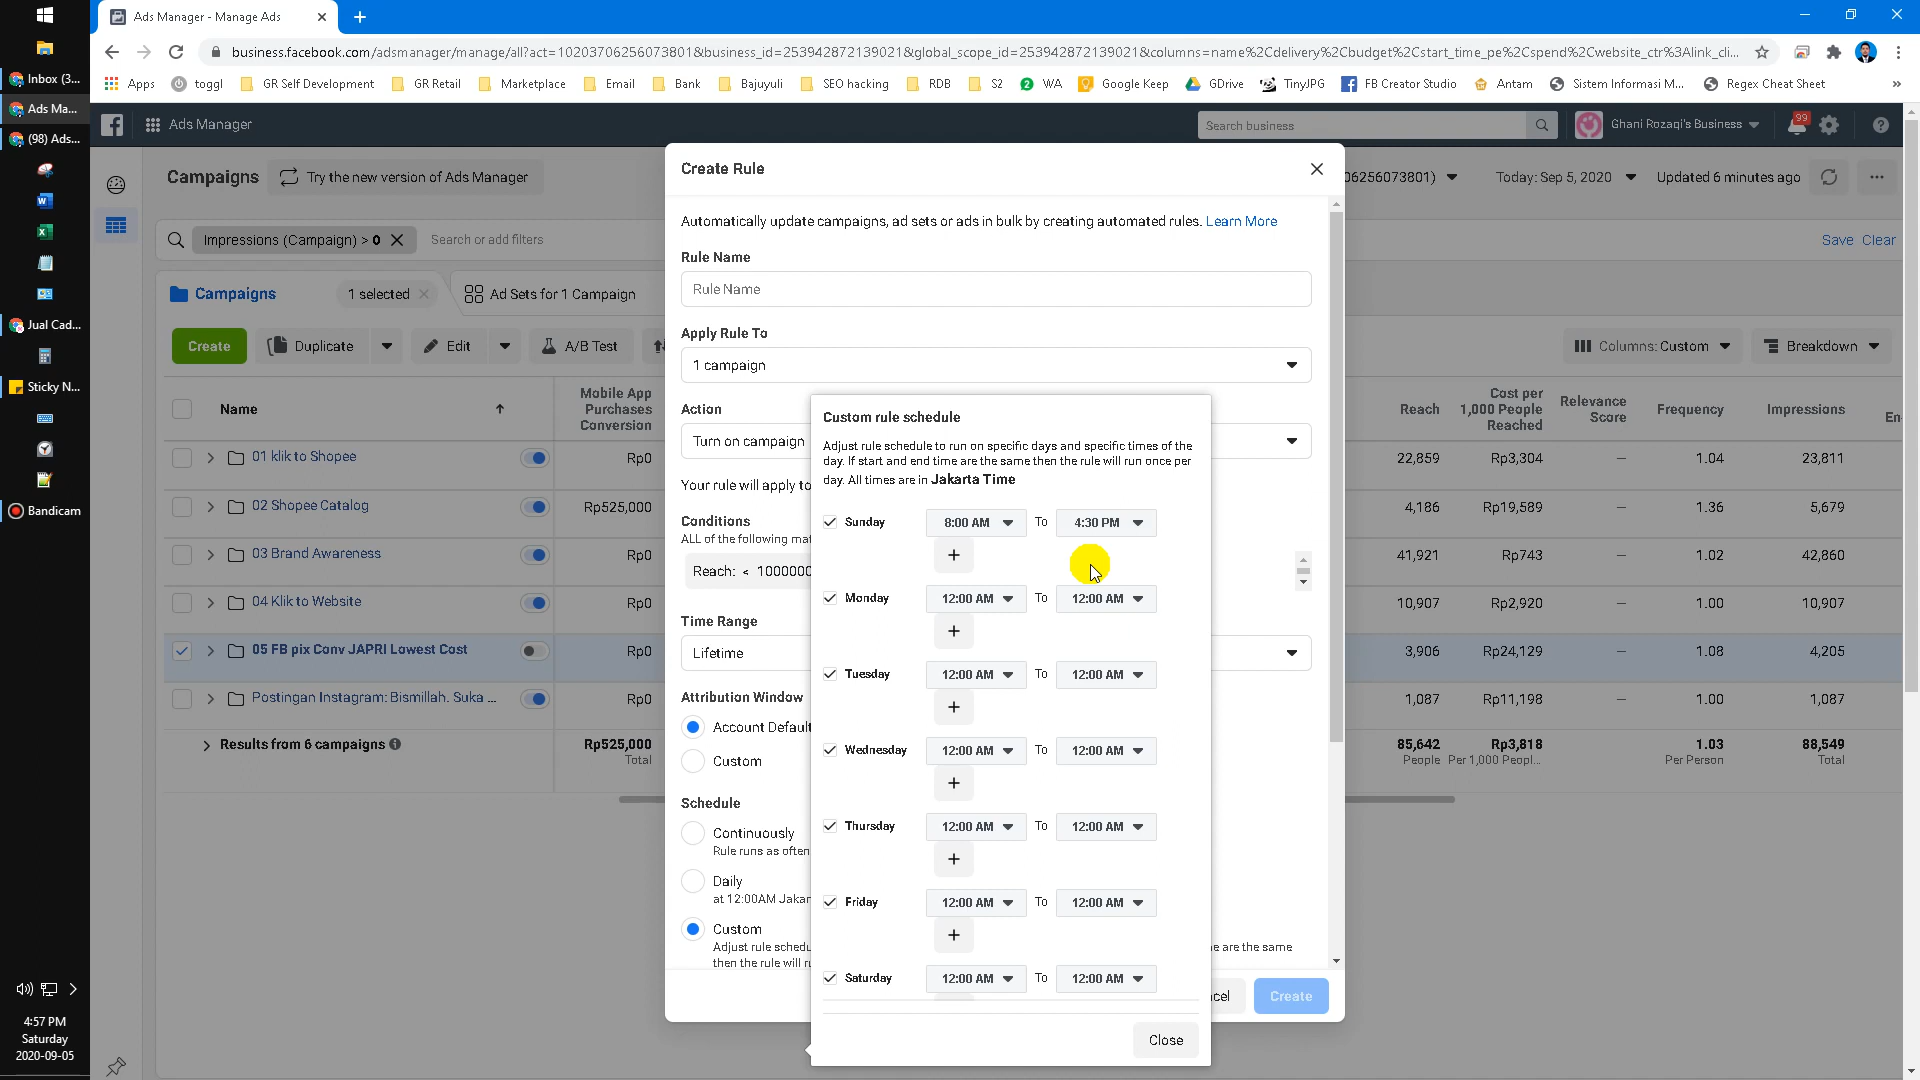 Ads Manager - Manage Ads
business.facebook.com/adsmanager/manage/all?act=10203706256073801&business_id=253942872139021&global_scope_id=253942872139021&columns=name%2Cdelivery%2Cbudget%2Cstart_time_pe%2Cspend%2Cwebsite_ctr%3Alink_cli...
Apps toggl GR Self Development GR Retail Marketplace Email Bank Bajuyuli SEO hacking RDB S2 2 WA Google Keep GDrive TinyJPG FB Creator Studio Antam Sistem Informasi M... Regex Cheat Sheet »
Inbox (3...
Ads Ma...
(98) Ads...
Jual Cad...
Sticky N...
Bandicam
4:57 PM
Saturday
2020-09-05
Ads Manager
Search business
Ghani Rozaqi's Business
99
Campaigns
Try the new version of Ads Manager
06256073801)
Today: Sep 5, 2020
Updated 6 minutes ago
Impressions (Campaign) > 0
Search or add filters
Save Clear
Campaigns
1 selected
Ad Sets for 1 Campaign
Create Duplicate Edit A/B Test
Columns: Custom Breakdown
Name
Mobile App
Purchases
Conversion
Reach
Cost per
1,000 People
Reached
Relevance
Score
Frequency
Impressions
En
01 klik to Shopee Rp0 22,859 Rp3,304 — 1.04 23,811
02 Shopee Catalog Rp525,000 4,186 Rp19,589 — 1.36 5,679
03 Brand Awareness Rp0 41,921 Rp743 — 1.02 42,860
04 Klik to Website Rp0 10,907 Rp2,920 — 1.00 10,907
05 FB pix Conv JAPRI Lowest Cost Rp0 3,906 Rp24,129 — 1.08 4,205
Postingan Instagram: Bismillah. Suka ... Rp0 1,087 Rp11,198 — 1.00 1,087
Results from 6 campaigns Rp525,000 85,642 Rp3,818 1.03 88,549
Total People Per 1,000 Peopl... Per Person Total
Create Rule
Automatically update campaigns, ad sets or ads in bulk by creating automated rules. Learn More
Rule Name
Rule Name
Apply Rule To
1 campaign
Action
Turn on campaign
Your rule will apply to
Conditions
ALL of the following mat
Reach: < 1000000
Time Range
Lifetime
Attribution Window
Account Default
Custom
Schedule
Continuously
Rule runs as often
Daily
at 12:00AM Jakar
Custom
Adjust rule schedu e are the same
then the rule will ru
ncel Create
Custom rule schedule
Adjust rule schedule to run on specific days and specific times of the
day. If start and end time are the same then the rule will run once per
day. All times are in Jakarta Time
Sunday 8:00 AM To 4:30 PM
+
Monday 12:00 AM To 12:00 AM
+
Tuesday 12:00 AM To 12:00 AM
+
Wednesday 12:00 AM To 12:00 AM
+
Thursday 12:00 AM To 12:00 AM
+
Friday 12:00 AM To 12:00 AM
+
Saturday 12:00 AM To 12:00 AM
Close